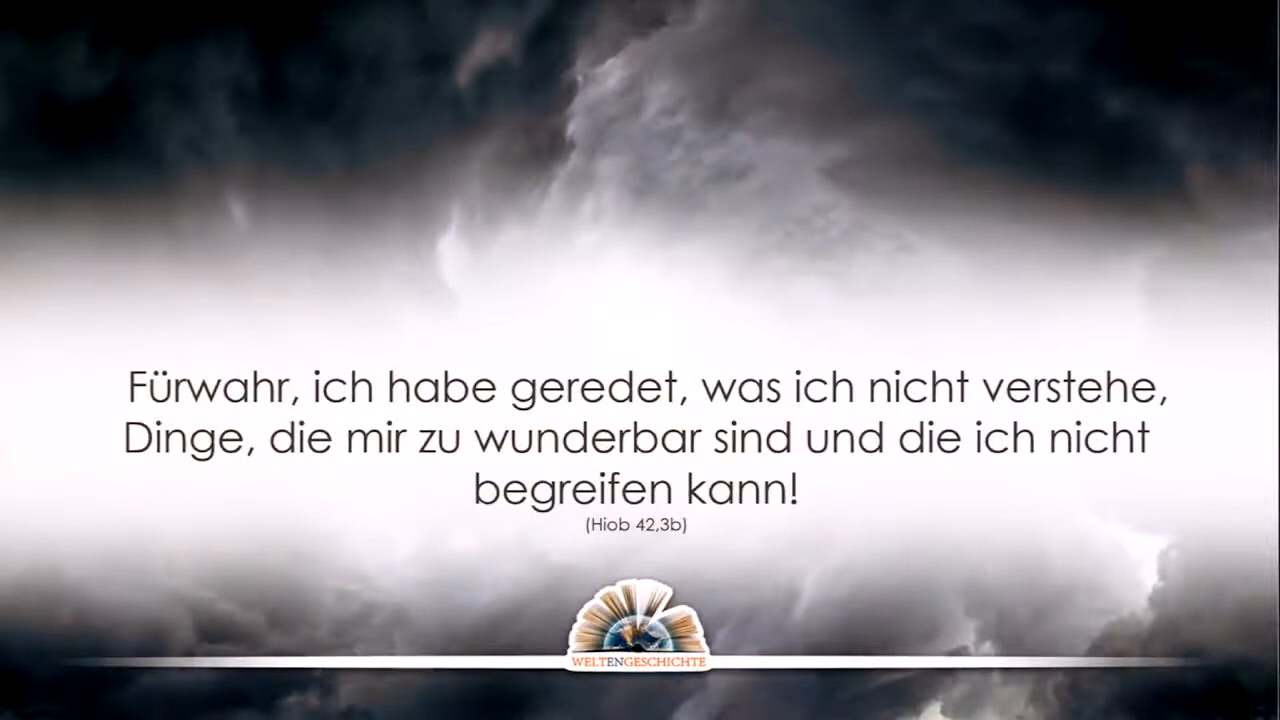 Fürwahr, ich habe geredet, was ich nicht verstehe,
Dinge, die mir zu wunderbar sind und die ich nicht
begreifen kann!
(Hiob 42,3b)
WELTENGESCHICHTE